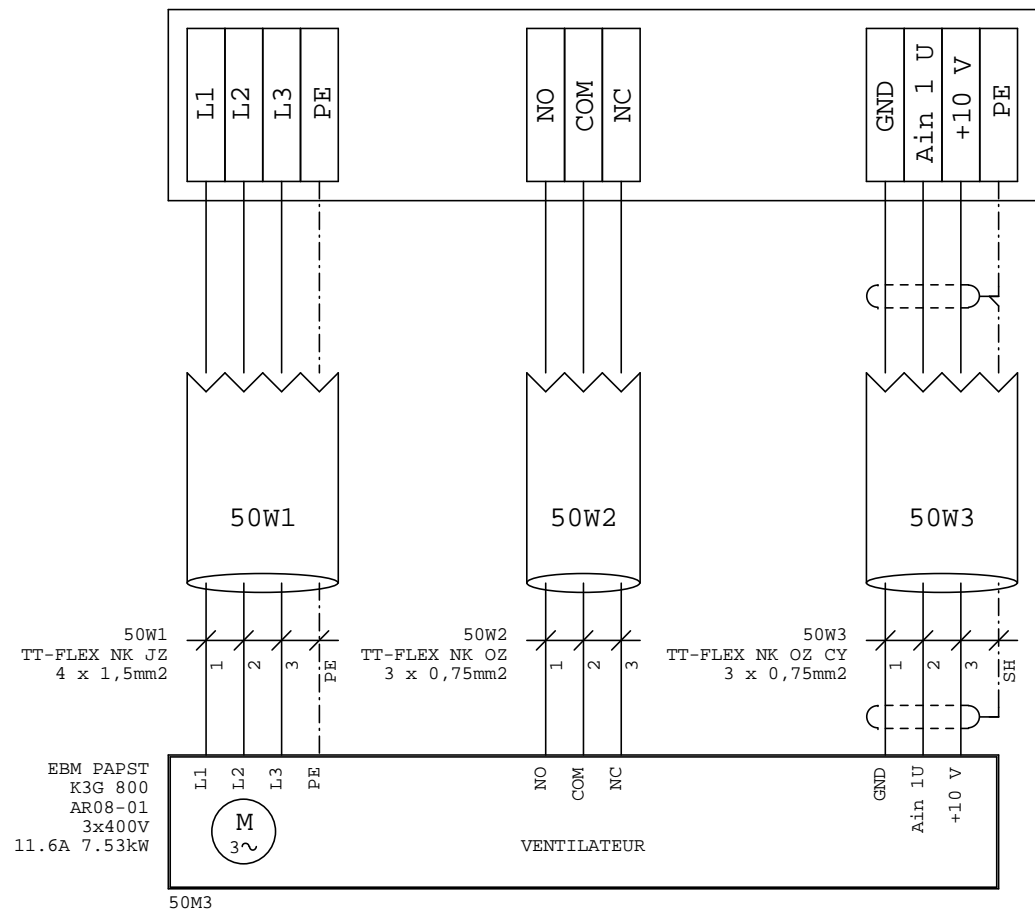 L1 L2 L3 PE
NO COM NC
GND Ain 1 U +10 V PE
50W1
50W2
50W3
50W1
TT-FLEX NK JZ
4 x 1,5mm2
1 2 3 PE
50W2
TT-FLEX NK OZ
3 x 0,75mm2
1 2 3
50W3
TT-FLEX NK OZ CY
3 x 0,75mm2
1 2 3 SH
EBM PAPST
K3G 800
AR08-01
3x400V
11.6A 7.53kW
L1 L2 L3 PE
NO COM NC
GND Ain 1U +10 V
M
3~
VENTILATEUR
50M3